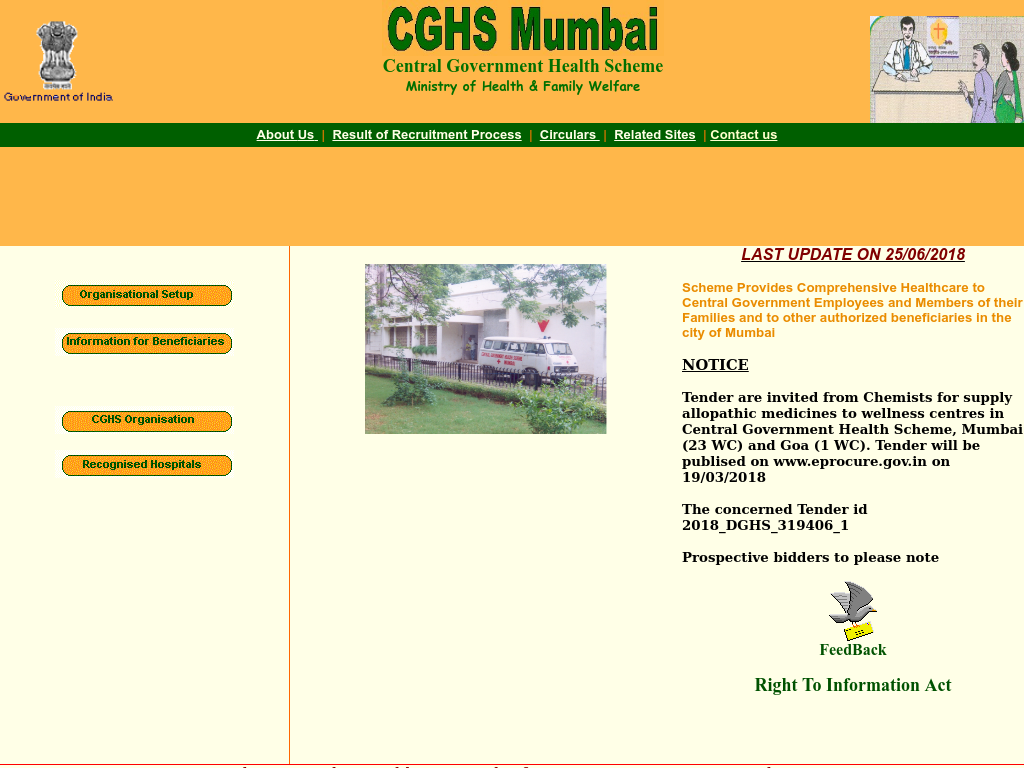 CGHS Mumbai
Central Government Health Scheme
Ministry of Health & Family Welfare
Government of India
About Us | Result of Recruitment Process | Circulars | Related Sites | Contact us
LAST UPDATE ON 25/06/2018
Organisational Setup
Information for Beneficiaries
CGHS Organisation
Recognised Hospitals
Scheme Provides Comprehensive Healthcare to
Central Government Employees and Members of their
Families and to other authorized beneficiaries in the
city of Mumbai
NOTICE
Tender are invited from Chemists for supply
allopathic medicines to wellness centres in
Central Government Health Scheme, Mumbai
(23 WC) and Goa (1 WC). Tender will be
publised on www.eprocure.gov.in on
19/03/2018
The concerned Tender id
2018_DGHS_319406_1
Prospective bidders to please note
FeedBack
Right To Information Act